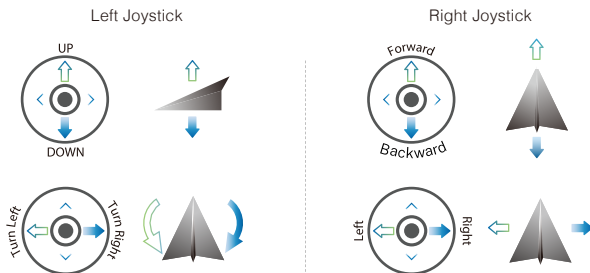 Left Joystick
Right Joystick
UP
DOWN
Forward
Backward
Turn Left
Turn Right
Left
Right